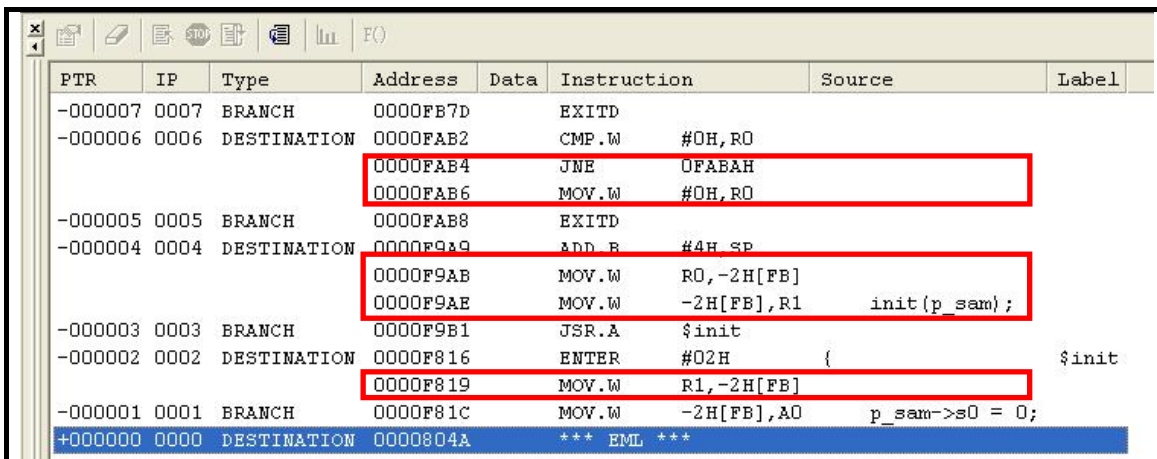 STOP F()
PTR IP Type Address Data Instruction Source Label
-000007 0007 BRANCH 0000FB7D EXITD
-000006 0006 DESTINATION 0000FAB2 CMP.W #0H,R0
0000FAB4 JNE 0FABAH
0000FAB6 MOV.W #0H,R0
-000005 0005 BRANCH 0000FAB8 EXITD
-000004 0004 DESTINATION 0000F9A9 ADD.B #4H,SP
0000F9AB MOV.W R0,-2H[FB]
0000F9AE MOV.W -2H[FB],R1 init(p_sam);
-000003 0003 BRANCH 0000F9B1 JSR.A $init
-000002 0002 DESTINATION 0000F816 ENTER #02H { $init
0000F819 MOV.W R1,-2H[FB]
-000001 0001 BRANCH 0000F81C MOV.W -2H[FB],A0 p_sam->s0 = 0;
+000000 0000 DESTINATION 0000804A *** EML ***